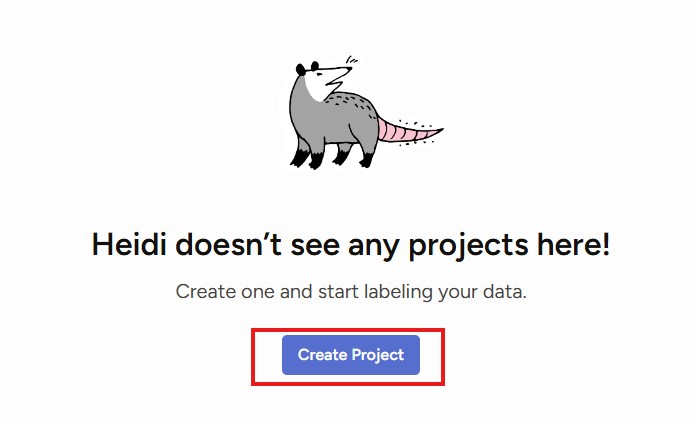 Heidi doesn’t see any projects here!
Create one and start labeling your data.
Create Project